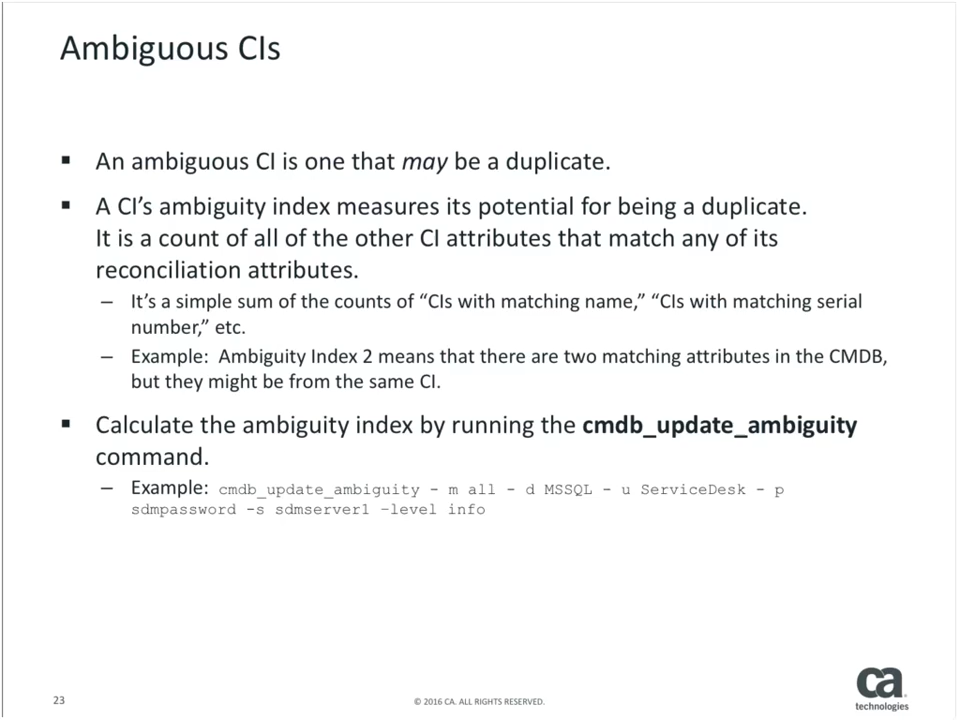 Ambiguous CIs
▪ An ambiguous CI is one that may be a duplicate.
▪ A CI’s ambiguity index measures its potential for being a duplicate.
It is a count of all of the other CI attributes that match any of its
reconciliation attributes.
– It’s a simple sum of the counts of “CIs with matching name,” “CIs with matching serial
number,” etc.
– Example: Ambiguity Index 2 means that there are two matching attributes in the CMDB,
but they might be from the same CI.
▪ Calculate the ambiguity index by running the cmdb_update_ambiguity
command.
– Example: cmdb_update_ambiguity - m all - d MSSQL - u ServiceDesk - p
sdmpassword -s sdmserver1 –level info
23
© 2016 CA. ALL RIGHTS RESERVED.
ca
technologies